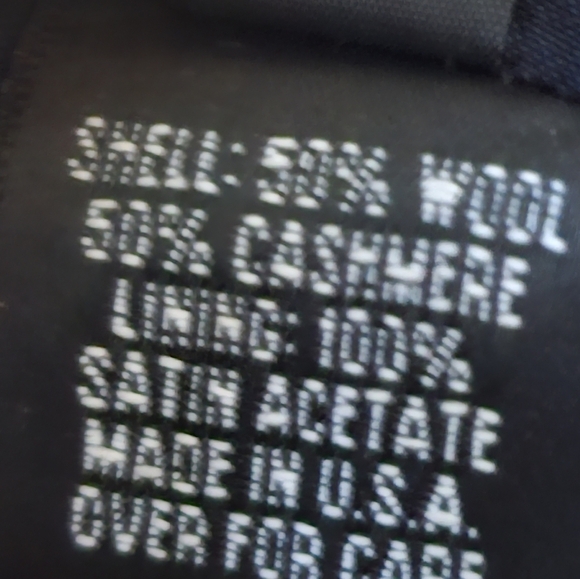 SHELL: 50% WOOL
50% CASHMERE
LINING: 100%
SATIN ACETATE
MADE IN U.S.A.
OVER FOR CARE